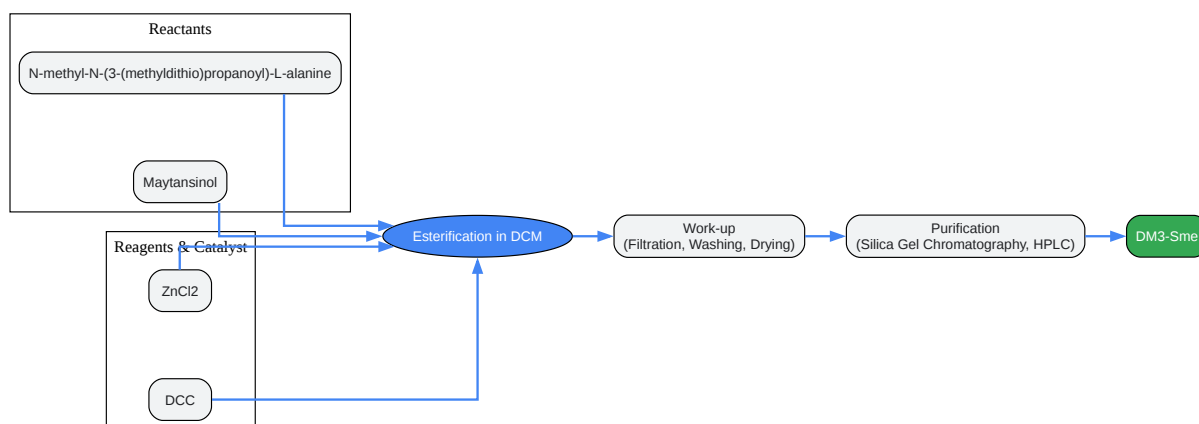 Reactants
N-methyl-N-(3-(methyldithio)propanoyl)-L-alanine
Maytansinol
Reagents & Catalyst
ZnCl2
DCC
Esterification in DCM
Work-up
(Filtration, Washing, Drying)
Purification
(Silica Gel Chromatography, HPLC)
DM3-Sme